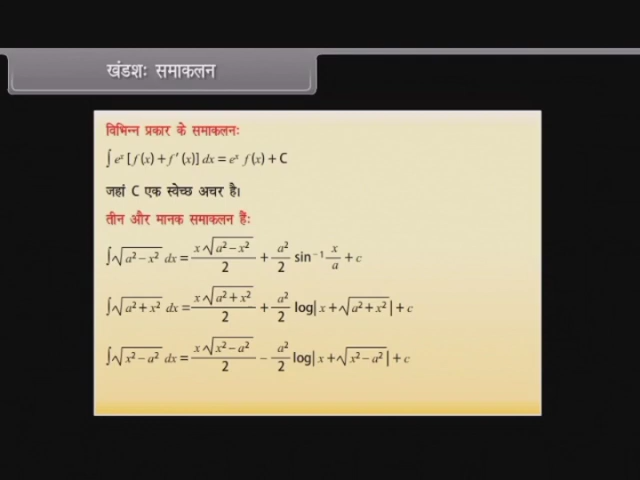 खंडशः समाकलन
विभिन्न प्रकार के समाकलनः
∫ eˣ [f (x) + f ′ (x)] dx = eˣ f (x) + C
जहां C एक स्वेच्छ अचर है।
तीन और मानक समाकलन हैंः
∫√(a² – x²) dx = x√(a² – x²)/2 + a²/2 sin⁻¹ x/a + c
∫√(a² + x²) dx = x√(a² + x²)/2 + a²/2 log|x + √(a² + x²)| + c
∫√(x² – a²) dx = x√(x² – a²)/2 – a²/2 log|x + √(x² – a²)| + c